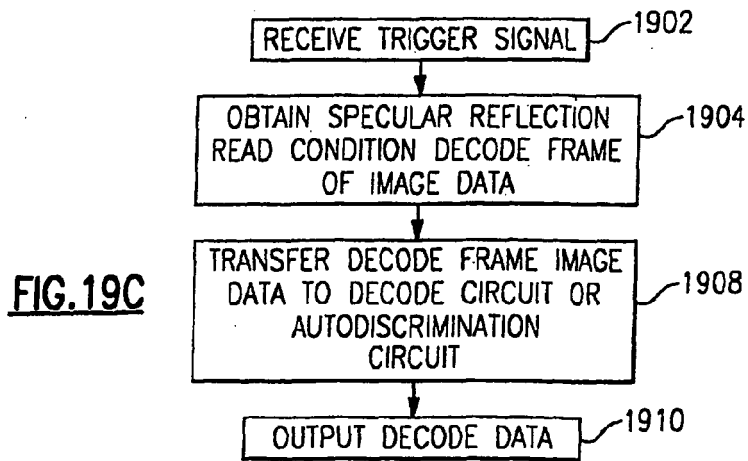 RECEIVE TRIGGER SIGNAL
1902
OBTAIN SPECULAR REFLECTION
READ CONDITION DECODE FRAME
OF IMAGE DATA
1904
TRANSFER DECODE FRAME IMAGE
DATA TO DECODE CIRCUIT OR
AUTODISCRIMINATION
CIRCUIT
1908
FIG.19C
OUTPUT DECODE DATA
1910